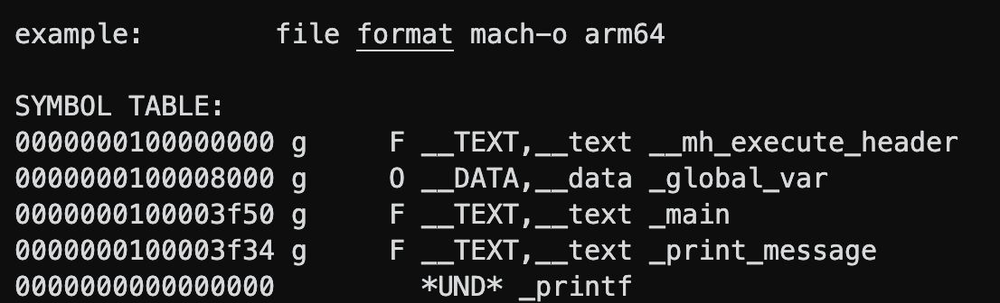 example:        file format mach-o arm64
SYMBOL TABLE:
0000000100000000 g     F __TEXT,__text __mh_execute_header
0000000100008000 g     O __DATA,__data _global_var
0000000100003f50 g     F __TEXT,__text _main
0000000100003f34 g     F __TEXT,__text _print_message
0000000000000000         *UND* _printf